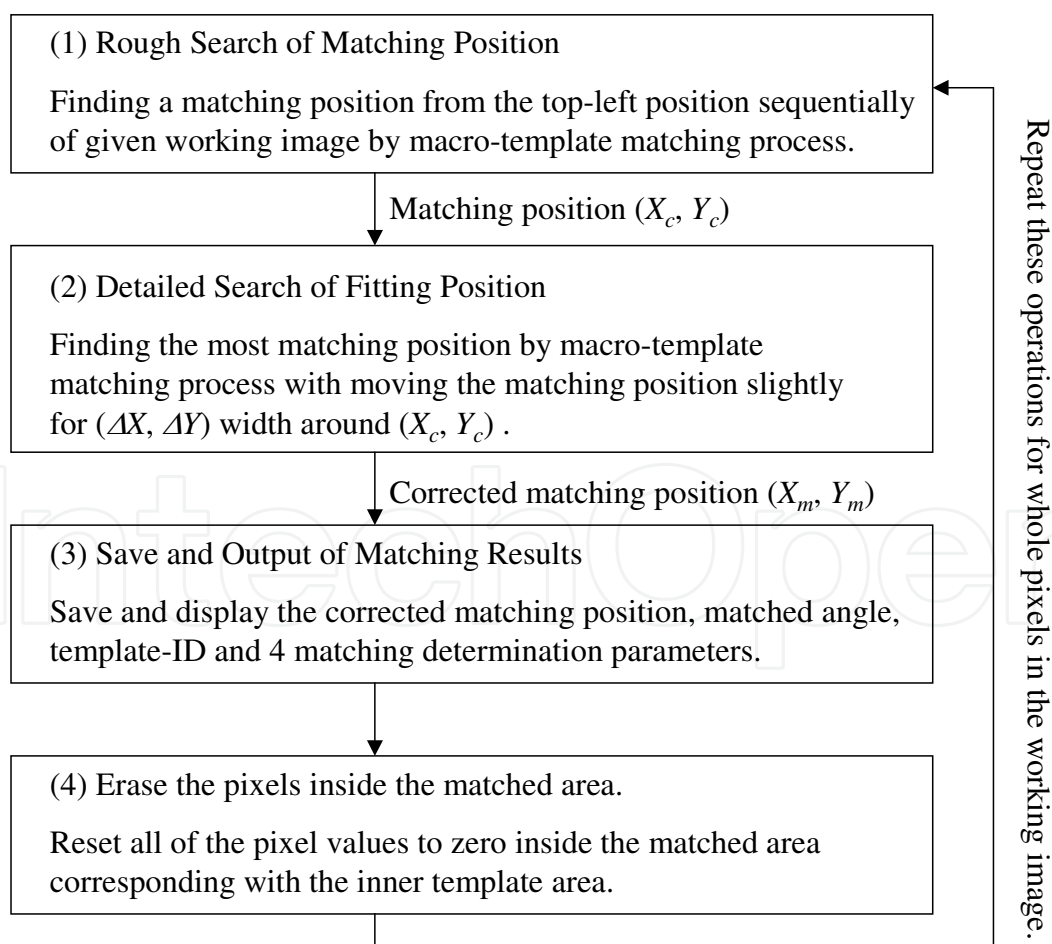 (1) Rough Search of Matching Position
Finding a matching position from the top-left position sequentially
of given working image by macro-template matching process.
Matching position (Xc, Yc)
(2) Detailed Search of Fitting Position
Finding the most matching position by macro-template
matching process with moving the matching position slightly
for (ΔX, ΔY) width around (Xc, Yc) .
Corrected matching position (Xm, Ym)
(3) Save and Output of Matching Results
Save and display the corrected matching position, matched angle,
template-ID and 4 matching determination parameters.
(4) Erase the pixels inside the matched area.
Reset all of the pixel values to zero inside the matched area
corresponding with the inner template area.
Repeat these operations for whole pixels in the working image.
IntechOpe